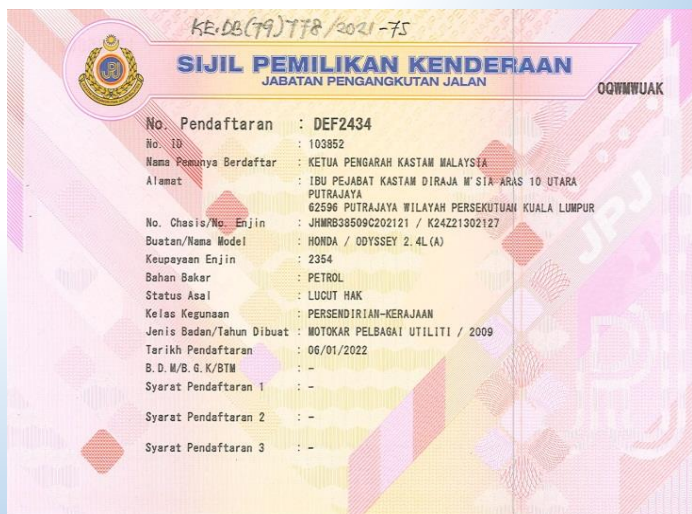 KE.DB(79)778/2021-75
SIJIL PEMILIKAN KENDERAAN
JABATAN PENGANGKUTAN JALAN
OQWMWUAK
No. Pendaftaran : DEF2434
No. ID : 103852
Nama Pemunya Berdaftar : KETUA PENGARAH KASTAM MALAYSIA
Alamat : IBU PEJABAT KASTAM DIRAJA M'SIA ARAS 10 UTARA
PUTRAJAYA
62596 PUTRAJAYA WILAYAH PERSEKUTUAN KUALA LUMPUR
No. Chasis/No. Enjin : JHMRB38509C202121 / K24Z21302127
Buatan/Nama Model : HONDA / ODYSSEY 2.4L(A)
Keupayaan Enjin : 2354
Bahan Bakar : PETROL
Status Asal : LUCUT HAK
Kelas Kegunaan : PERSENDIRIAN-KERAJAAN
Jenis Badan/Tahun Dibuat : MOTOKAR PELBAGAI UTILITI / 2009
Tarikh Pendaftaran : 06/01/2022
B.D.M/B.G.K/BTM : -
Syarat Pendaftaran 1 : -
Syarat Pendaftaran 2 : -
Syarat Pendaftaran 3 : -
JPJ